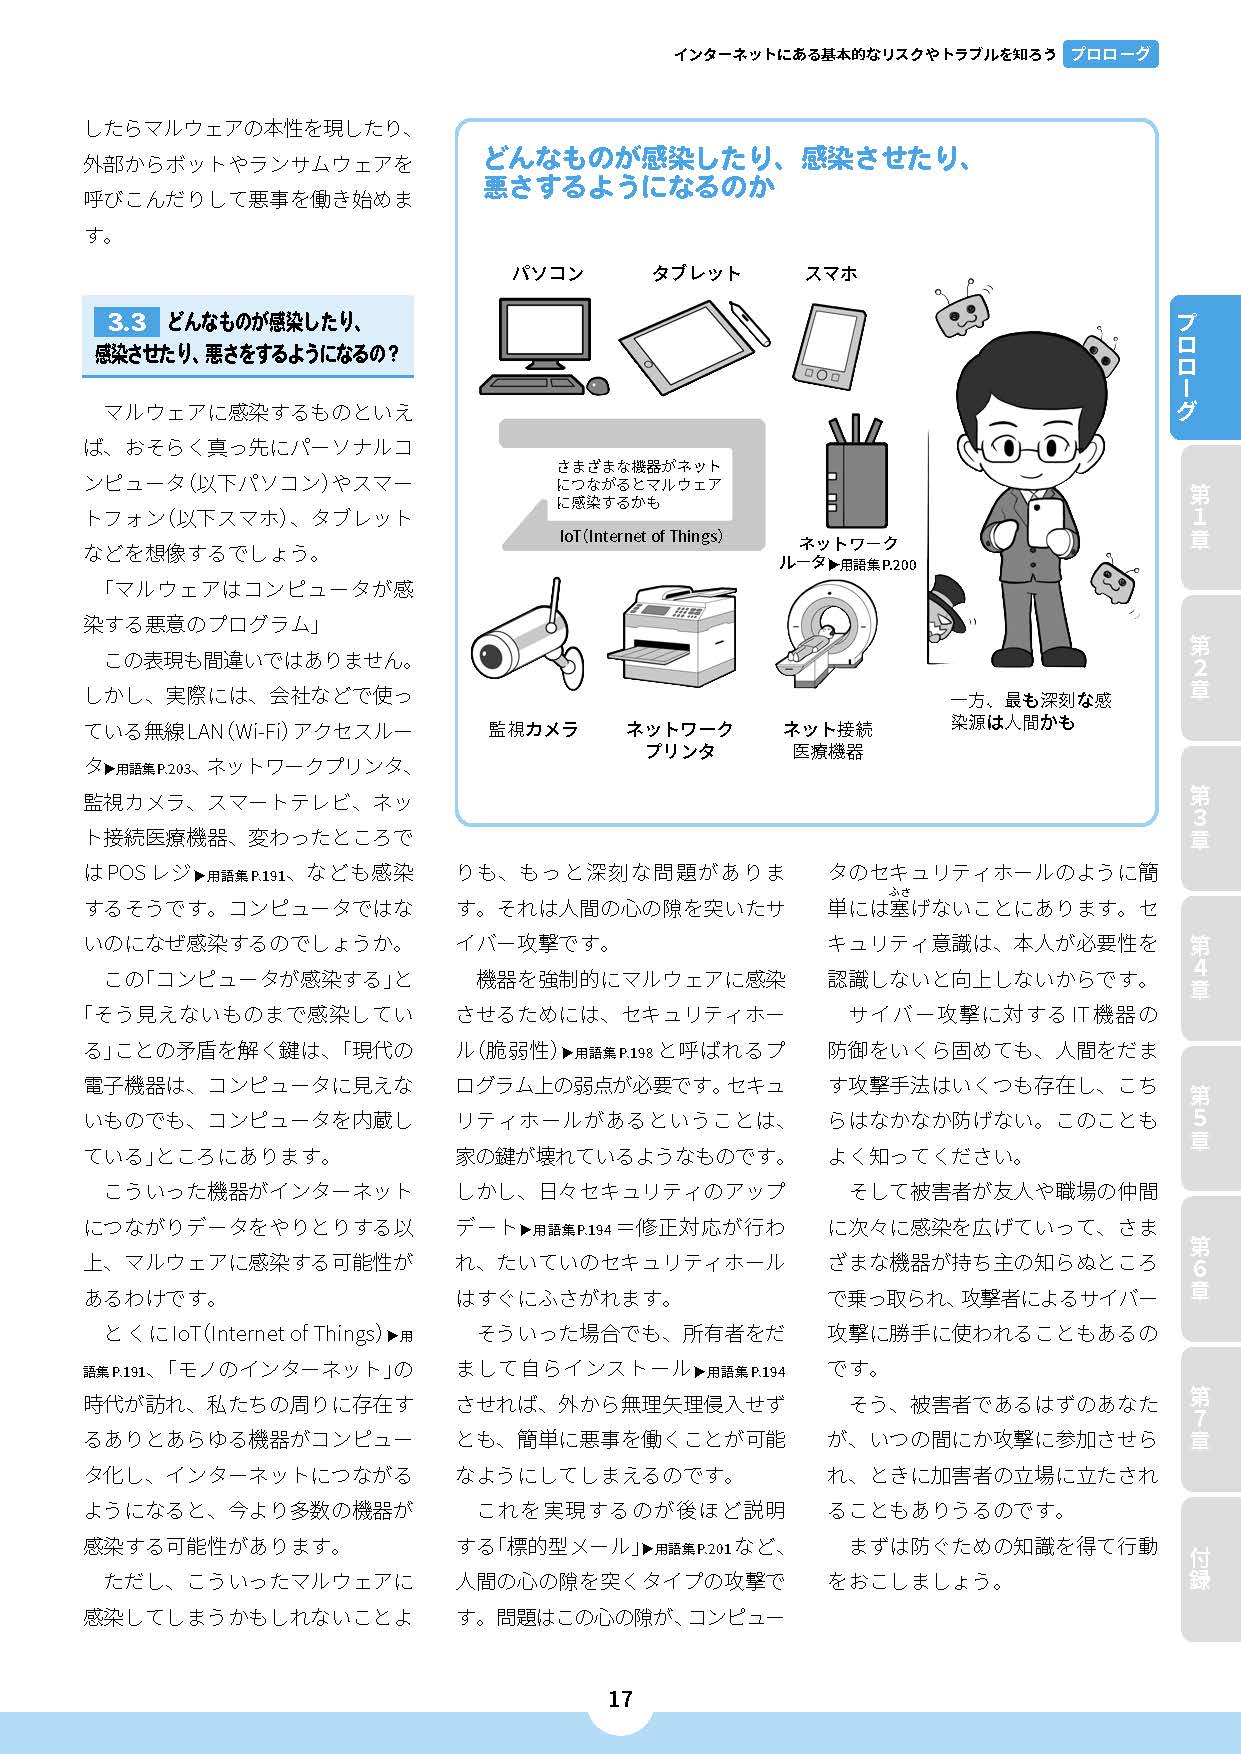 インターネットにある基本的なリスクやトラブルを知ろう プロローグ
したらマルウェアの本性を現したり、
外部からボットやランサムウェアを
呼びこんだりして悪事を働き始めま
す。
3.3 どんなものが感染したり、
感染させたり、悪さをするようになるの？
マルウェアに感染するものといえ
ば、おそらく真っ先にパーソナルコ
ンピュータ（以下パソコン）やスマー
トフォン（以下スマホ）、タブレット
などを想像するでしょう。
「マルウェアはコンピュータが感
染する悪意のプログラム」
この表現も間違いではありません。
しかし、実際には、会社などで使っ
ている無線LAN（Wi-Fi）アクセスルー
タ▶用語集P.203、ネットワークプリンタ、
監視カメラ、スマートテレビ、ネッ
ト接続医療機器、変わったところで
はPOSレジ▶用語集P.191、なども感染
するそうです。コンピュータではな
いのになぜ感染するのでしょうか。
この「コンピュータが感染する」と
「そう見えないものまで感染してい
る」ことの矛盾を解く鍵は、「現代の
電子機器は、コンピュータに見えな
いものでも、コンピュータを内蔵し
ている」ところにあります。
こういった機器がインターネット
につながりデータをやりとりする以
上、マルウェアに感染する可能性が
あるわけです。
とくにIoT（Internet of Things）▶用
語集P.191、「モノのインターネット」の
時代が訪れ、私たちの周りに存在す
るありとあらゆる機器がコンピュー
タ化し、インターネットにつながる
ようになると、今より多数の機器が
感染する可能性があります。
ただし、こういったマルウェアに
感染してしまうかもしれないことよ
どんなものが感染したり、感染させたり、
悪さするようになるのか
パソコン
タブレット
スマホ
さまざまな機器がネット
につながるとマルウェア
に感染するかも
IoT（Internet of Things）
ネットワーク
ルータ▶用語集P.200
監視カメラ
ネットワーク
プリンタ
ネット接続
医療機器
一方、最も深刻な感
染源は人間かも
りも、もっと深刻な問題がありま
す。それは人間の心の隙を突いたサ
イバー攻撃です。
機器を強制的にマルウェアに感染
させるためには、セキュリティホー
ル（脆弱性）▶用語集P.198と呼ばれるプ
ログラム上の弱点が必要です。セキュ
リティホールがあるということは、
家の鍵が壊れているようなものです。
しかし、日々セキュリティのアップ
デート▶用語集P.194＝修正対応が行わ
れ、たいていのセキュリティホール
はすぐにふさがれます。
そういった場合でも、所有者をだ
まして自らインストール▶用語集P.194
させれば、外から無理矢理侵入せず
とも、簡単に悪事を働くことが可能
なようにしてしまえるのです。
これを実現するのが後ほど説明
する「標的型メール」▶用語集P.201など、
人間の心の隙を突くタイプの攻撃で
す。問題はこの心の隙が、コンピュー
タのセキュリティホールのように簡
ふさ
単には塞げないことにあります。セ
キュリティ意識は、本人が必要性を
認識しないと向上しないからです。
サイバー攻撃に対するIT機器の
防御をいくら固めても、人間をだま
す攻撃手法はいくつも存在し、こち
らはなかなか防げない。このことも
よく知ってください。
そして被害者が友人や職場の仲間
に次々に感染を広げていって、さま
ざまな機器が持ち主の知らぬところ
で乗っ取られ、攻撃者によるサイバー
攻撃に勝手に使われることもあるの
です。
そう、被害者であるはずのあなた
が、いつの間にか攻撃に参加させら
れ、ときに加害者の立場に立たされ
ることもありうるのです。
まずは防ぐための知識を得て行動
をおこしましょう。
プロローグ
第1章
第2章
第3章
第4章
第5章
第6章
第7章
付録
17